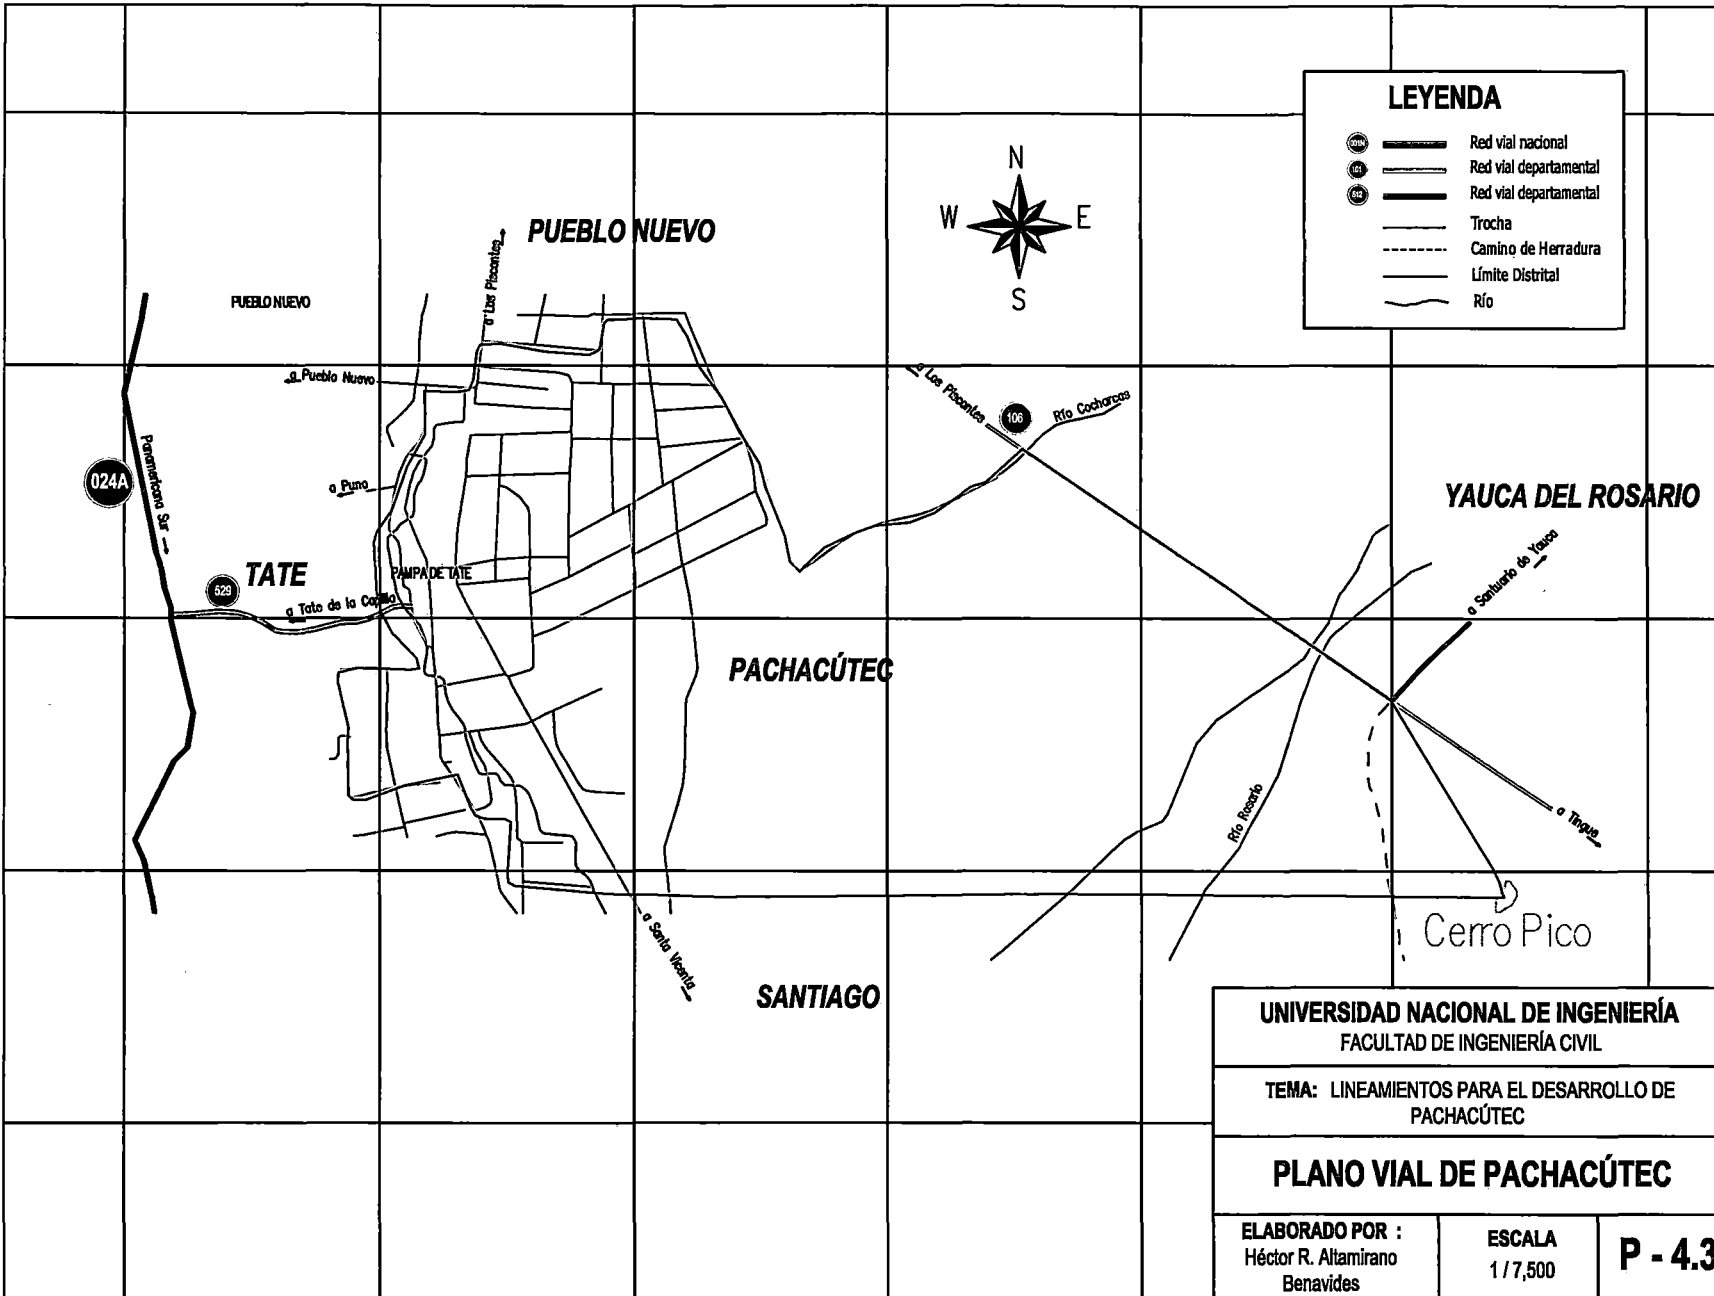 LEYENDA
001N
Red vial nacional
101
Red vial departamental
612
Red vial departamental
Trocha
Camino de Herradura
Límite Distrital
Río
N
W
E
S
PUEBLO NUEVO
PUEBLO NUEVO
a Los Piscontes
a Pueblo Nuevo
a Los Piscontes
106
Río Cocharcas
Panamericana Sur
024A
a Puno
YAUCA DEL ROSARIO
a Santuario de Yauca
529
TATE
PAMPA DE TATE
a Tate de la Capilla
PACHACÚTEC
Río Rosario
a Tingue
Cerro Pico
a Santa Vicenta
SANTIAGO
UNIVERSIDAD NACIONAL DE INGENIERÍA
FACULTAD DE INGENIERÍA CIVIL
TEMA: LINEAMIENTOS PARA EL DESARROLLO DE
PACHACÚTEC
PLANO VIAL DE PACHACÚTEC
ELABORADO POR :
Héctor R. Altamirano
Benavides
ESCALA
1 / 7,500
P - 4.3